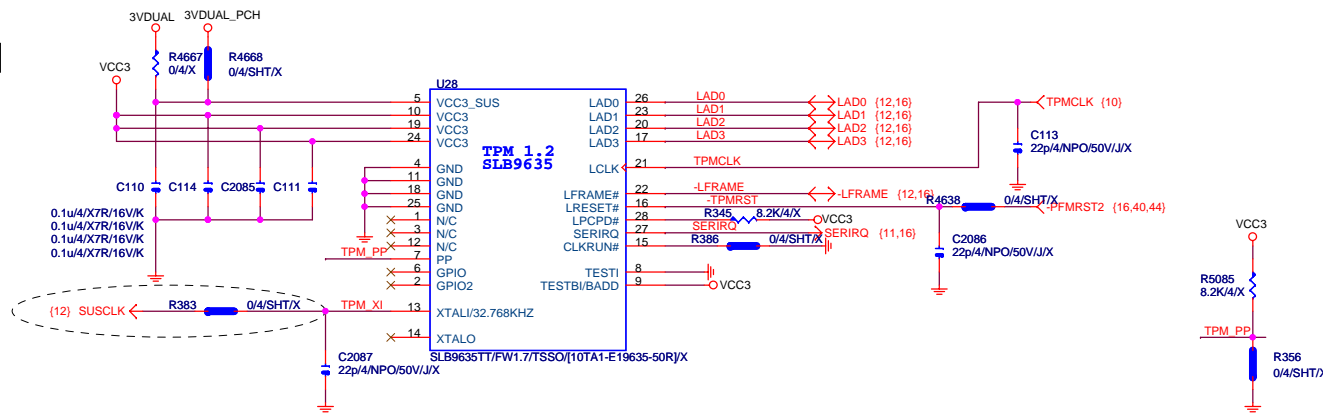 3VDUAL
3VDUAL_PCH
VCC3
R4667
0/4/X
R4668
0/4/SHT/X
C110
C114
C2085
C111
0.1u/4/X7R/16V/K
0.1u/4/X7R/16V/K
0.1u/4/X7R/16V/K
0.1u/4/X7R/16V/K
U28
TPM 1.2
SLB9635
5 VCC3_SUS
10 VCC3
19 VCC3
24 VCC3
4 GND
11 GND
18 GND
25 GND
1 N/C
3 N/C
12 N/C
TPM_PP 7 PP
6 GPIO
2 GPIO2
{12} SUSCLK R383 0/4/SHT/X TPM_XI 13 XTALI/32.768KHZ
14 XTALO
C2087
22p/4/NPO/50V/J/X
LAD0 26 LAD0 LAD0 {12,16}
LAD1 23 LAD1 LAD1 {12,16}
LAD2 20 LAD2 LAD2 {12,16}
LAD3 17 LAD3 LAD3 {12,16}
LCLK 21 TPMCLK
TPMCLK {10}
C113
22p/4/NPO/50V/J/X
LFRAME# 22 -LFRAME -LFRAME {12,16}
LRESET# 16 -TPMRST R4638 0/4/SHT/X -PFMRST2 {16,40,44}
LPCPD# 28 R345 8.2K/4/X VCC3
SERIRQ 27 SERIRQ SERIRQ {11,16}
CLKRUN# 15 R386 0/4/SHT/X
C2086
22p/4/NPO/50V/J/X
TESTI 8
TESTBI/BADD 9 VCC3
SLB9635TT/FW1.7/TSSO/[10TA1-E19635-50R]/X
VCC3
R5085
8.2K/4/X
TPM_PP
R356
0/4/SHT/X